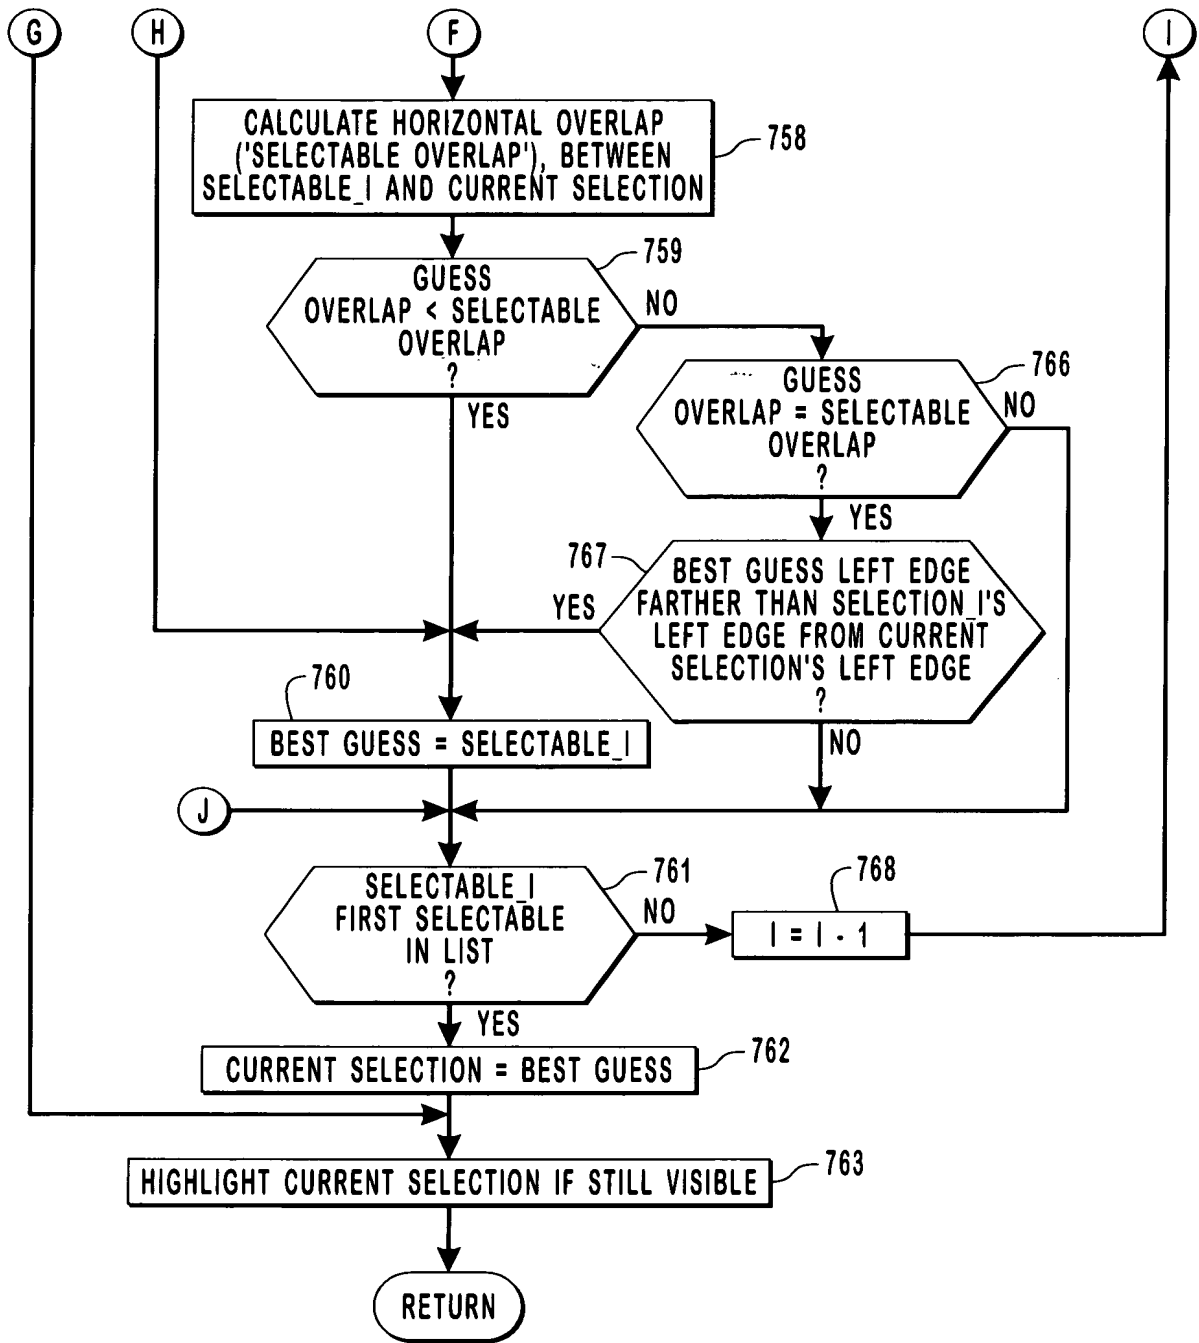 G
H
F
I
CALCULATE HORIZONTAL OVERLAP
('SELECTABLE OVERLAP'), BETWEEN
SELECTABLE_I AND CURRENT SELECTION
758
759
GUESS
OVERLAP < SELECTABLE
OVERLAP
?
NO
YES
766
GUESS
OVERLAP = SELECTABLE
OVERLAP
?
NO
YES
767
BEST GUESS LEFT EDGE
FARTHER THAN SELECTION_I'S
LEFT EDGE FROM CURRENT
SELECTION'S LEFT EDGE
?
YES
NO
760
BEST GUESS = SELECTABLE_I
J
761
SELECTABLE_I
FIRST SELECTABLE
IN LIST
?
NO
768
I = I - 1
YES
CURRENT SELECTION = BEST GUESS
762
HIGHLIGHT CURRENT SELECTION IF STILL VISIBLE
763
RETURN